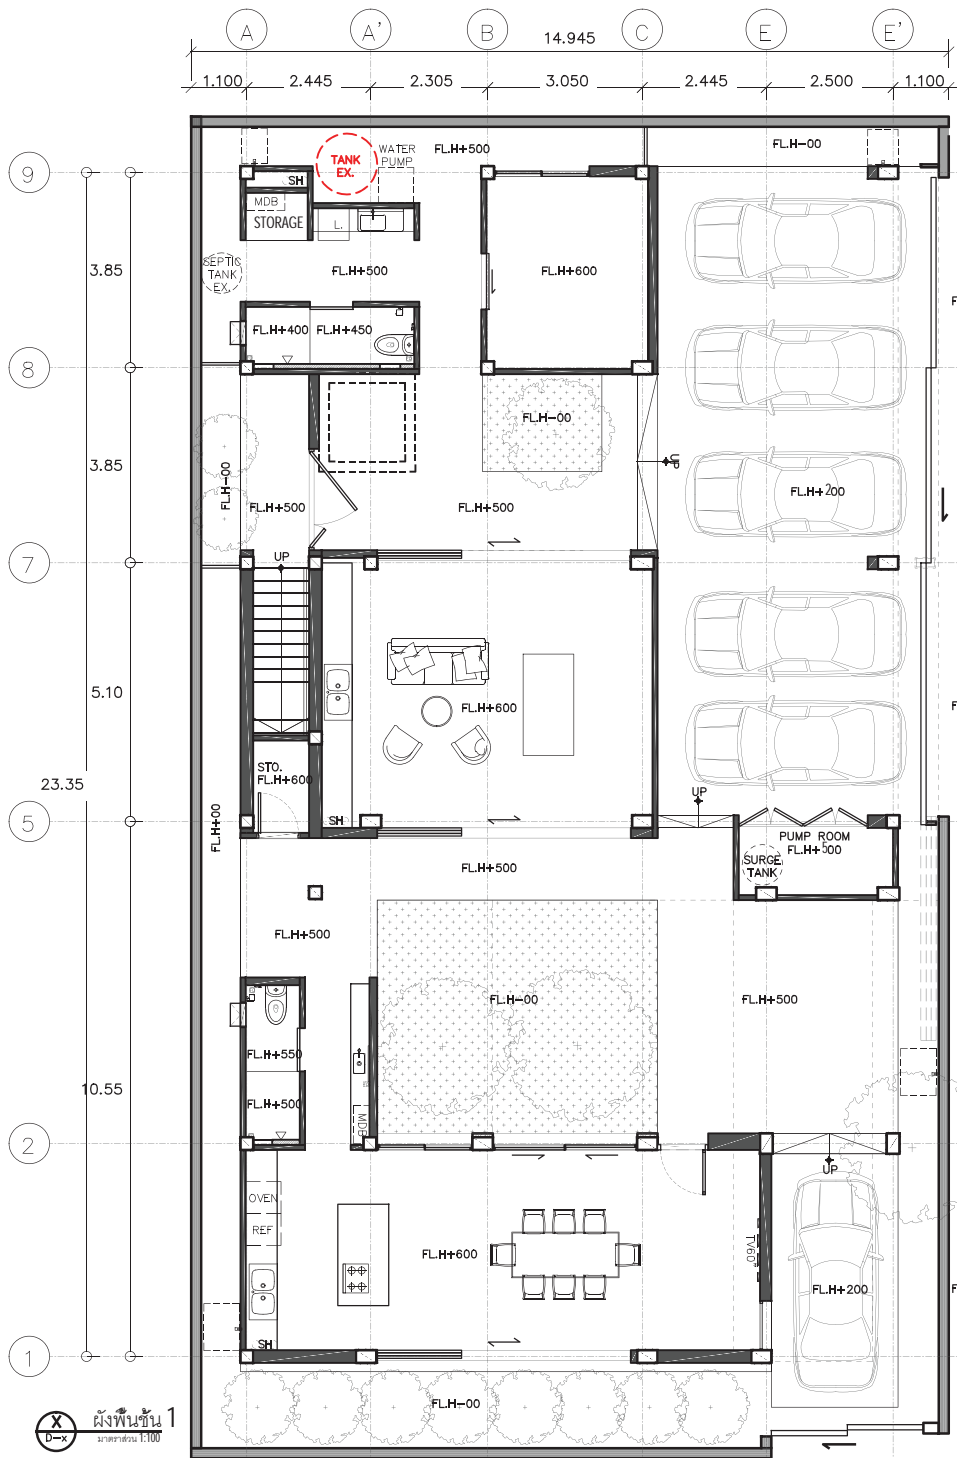 A A' B C E E'
14.945
1.100 2.445 2.305 3.050 2.445 2.500 1.100
9
TANK
EX.
WATER
PUMP
FL.H+500
FL.H-00
SH
MDB
STORAGE
L.
3.85
SEPTIC
TANK
EX.
FL.H+500
FL.H+600
FL.H+400
FL.H+450
8
FL.H-00
3.85
FL.H-00
UP
FL.H+200
FL.H+500
FL.H+500
7
UP
5.10
FL.H+600
STO.
FL.H+600
23.35
UP
5
SH
FL.H+00
PUMP ROOM
FL.H+500
SURGE
TANK
FL.H+500
FL.H+500
FL.H-00
FL.H+500
FL.H+550
10.55
FL.H+500
MDB
2
UP
OVEN
REF
FL.H+600
TV60"
FL.H+200
SH
1
FL.H-00
X
D-x
ผังพื้นชั้น 1
มาตราส่วน 1:100